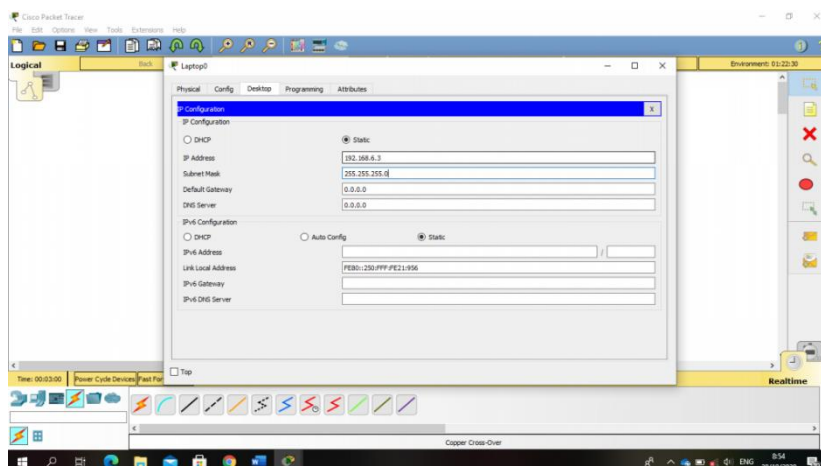 Cisco Packet Tracer
File Edit Options View Tools Extensions Help
Logical
Back
Laptop0
Environment: 01:22:30
Physical Config Desktop Programming Attributes
IP Configuration
X
IP Configuration
DHCP
Static
IP Address
192.168.6.3
Subnet Mask
255.255.255.0
Default Gateway
0.0.0.0
DNS Server
0.0.0.0
IPv6 Configuration
DHCP
Auto Config
Static
IPv6 Address
/
Link Local Address
FE80::250:FFF:FE21:956
IPv6 Gateway
IPv6 DNS Server
Top
Time: 00:03:00 Power Cycle Devices Fast For
Realtime
Copper Cross-Over
ENG
8:54